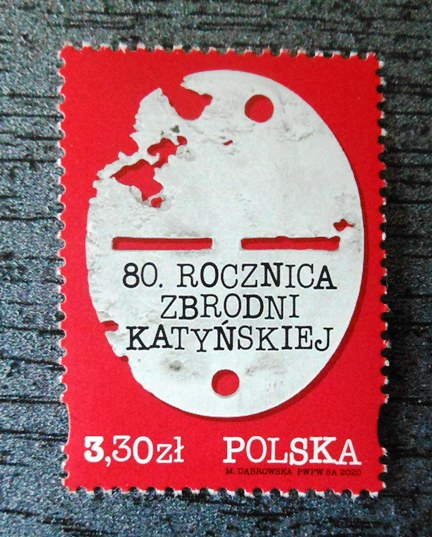 80. ROCZNICA
ZBRODNI
KATYŃSKIEJ
3,30zł POLSKA
M. DĄBROWSKA PWPW SA 2020